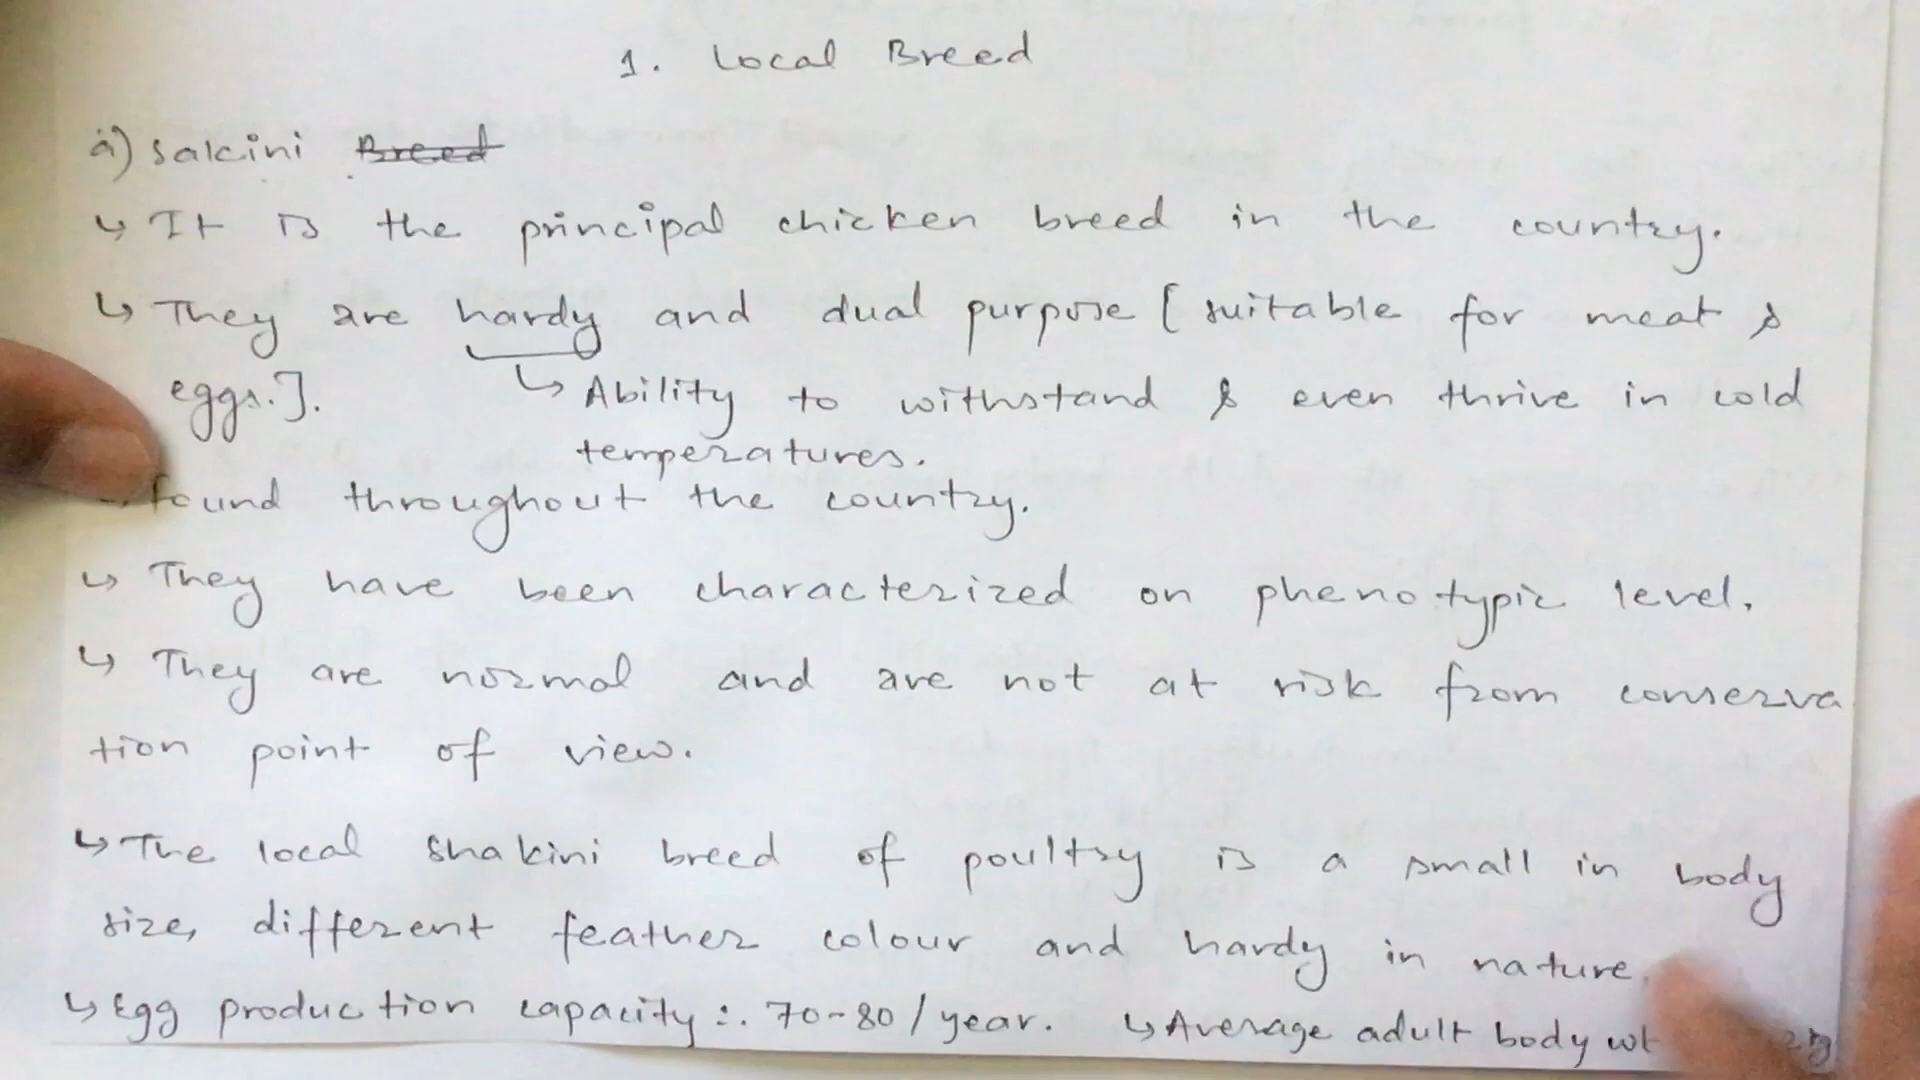 1. Local Breed
a) Sakini Breed
↳ It is the principal chicken breed in the country.
↳ They are hardy and dual purpose [suitable for meat &
eggs.].
↳ Ability to withstand & even thrive in cold
temperatures.
found throughout the country.
↳ They have been characterized on phenotypic level.
↳ They are normal and are not at risk from conserva
tion point of view.
↳ The local shakini breed of poultry is a small in body
size, different feather colour and hardy in nature.
↳ Egg production capacity :. 70-80 / year. ↳ Average adult body wt